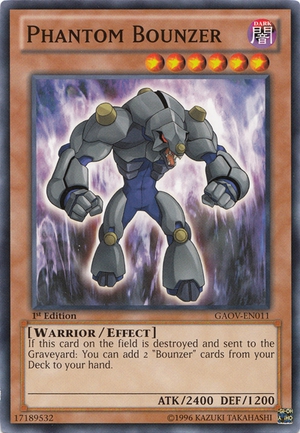 PHANTOM BOUNZER
DARK
闇
1st Edition
GAOV-EN011
[WARRIOR / EFFECT]
If this card on the field is destroyed and sent to the
Graveyard: You can add 2 "Bounzer" cards from your
Deck to your hand.
ATK/2400 DEF/1200
17189532
©1996 KAZUKI TAKAHASHI